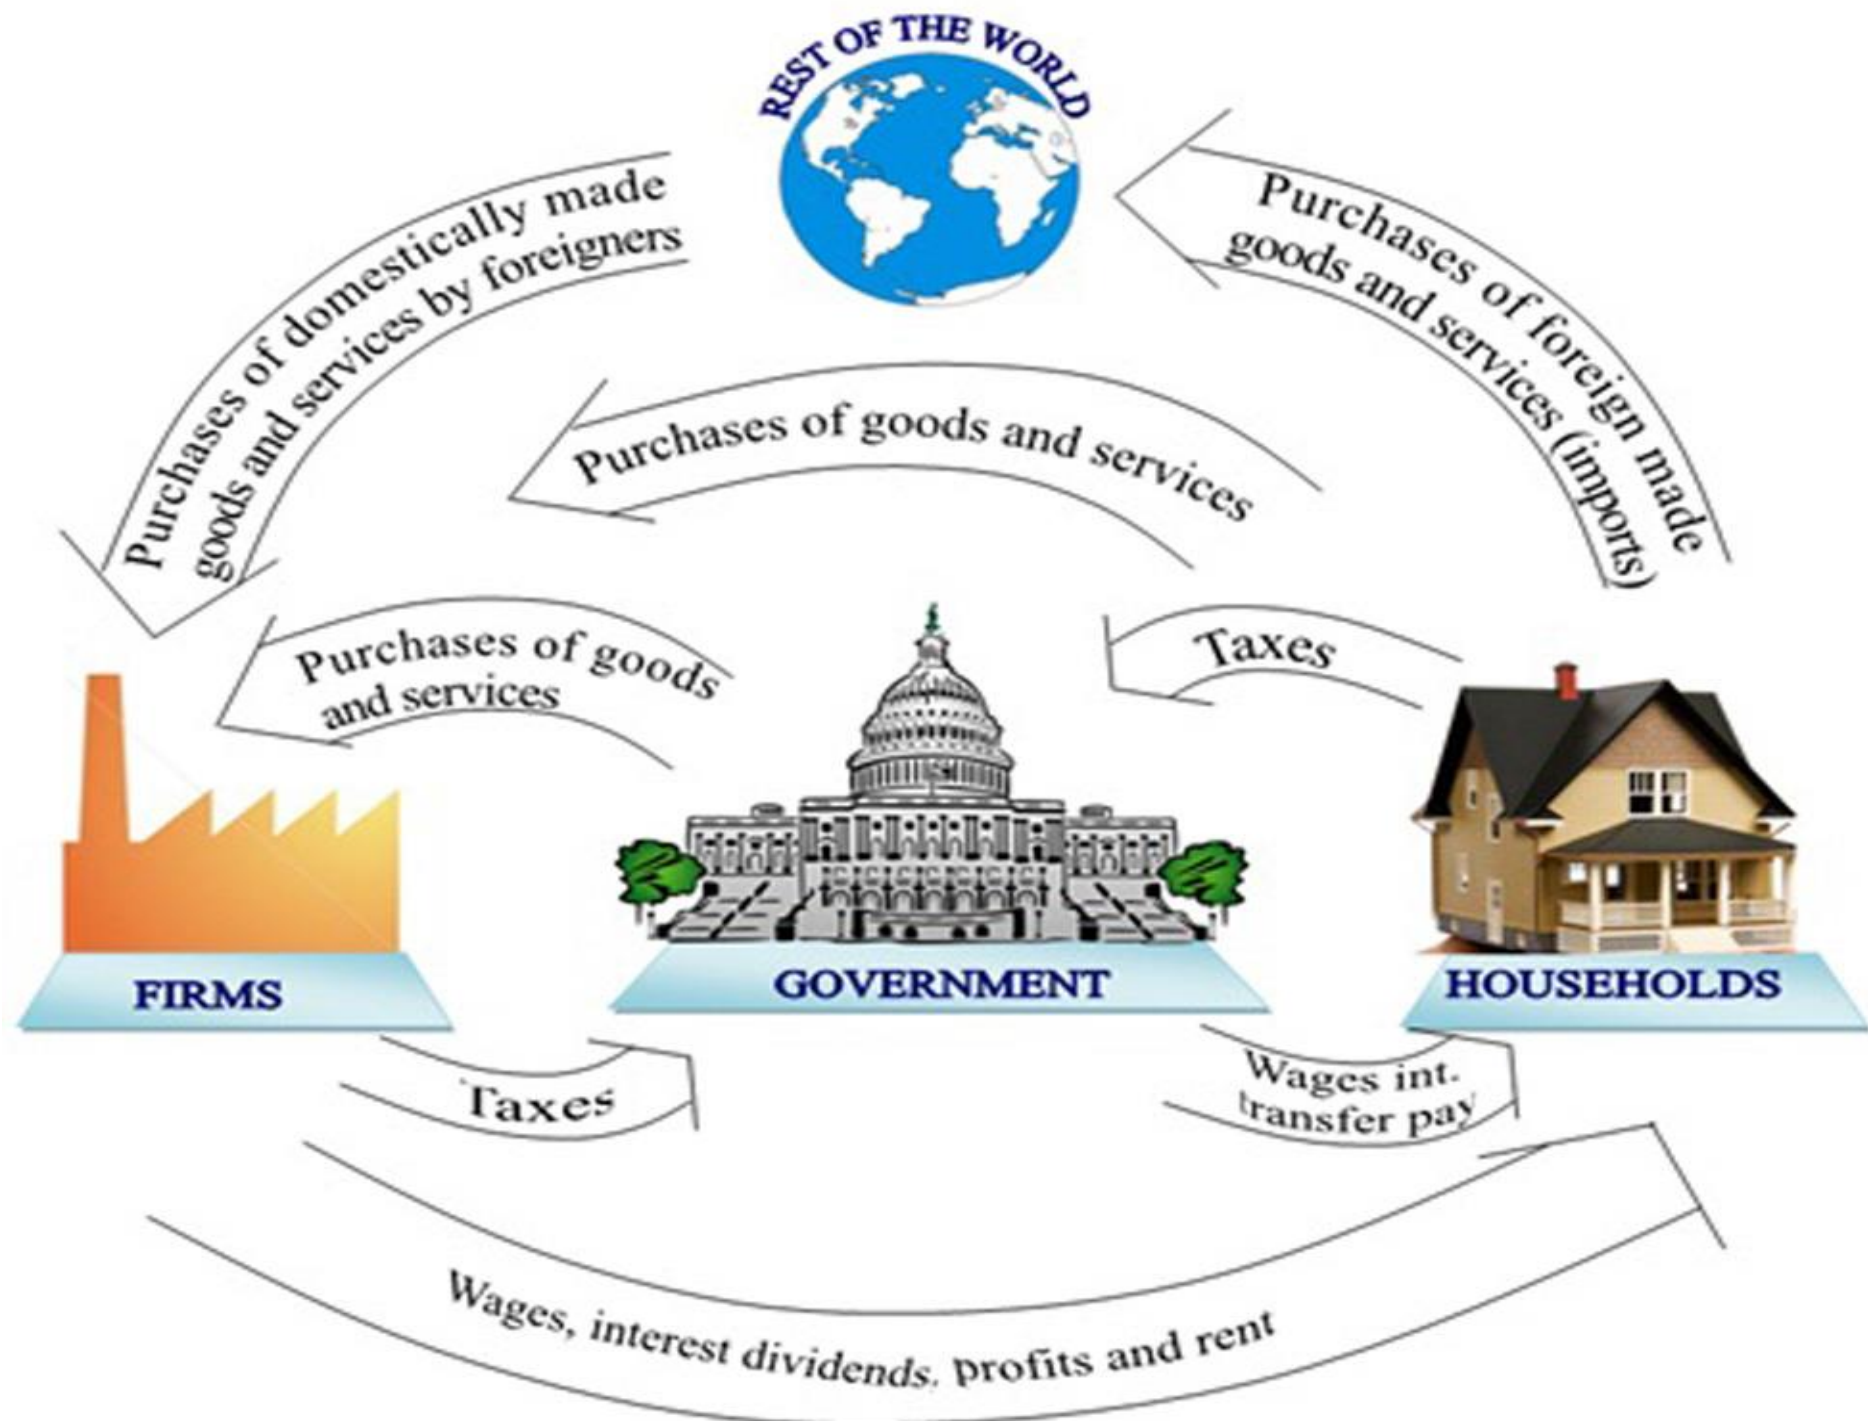 REST OF THE WORLD
Purchases of domestically made
goods and services by foreigners
Purchases of foreign made
goods and services (imports)
Purchases of goods and services
Purchases of goods
and services
Taxes
FIRMS
GOVERNMENT
HOUSEHOLDS
Taxes
Wages int.
transfer pay
Wages, interest dividends. profits and rent